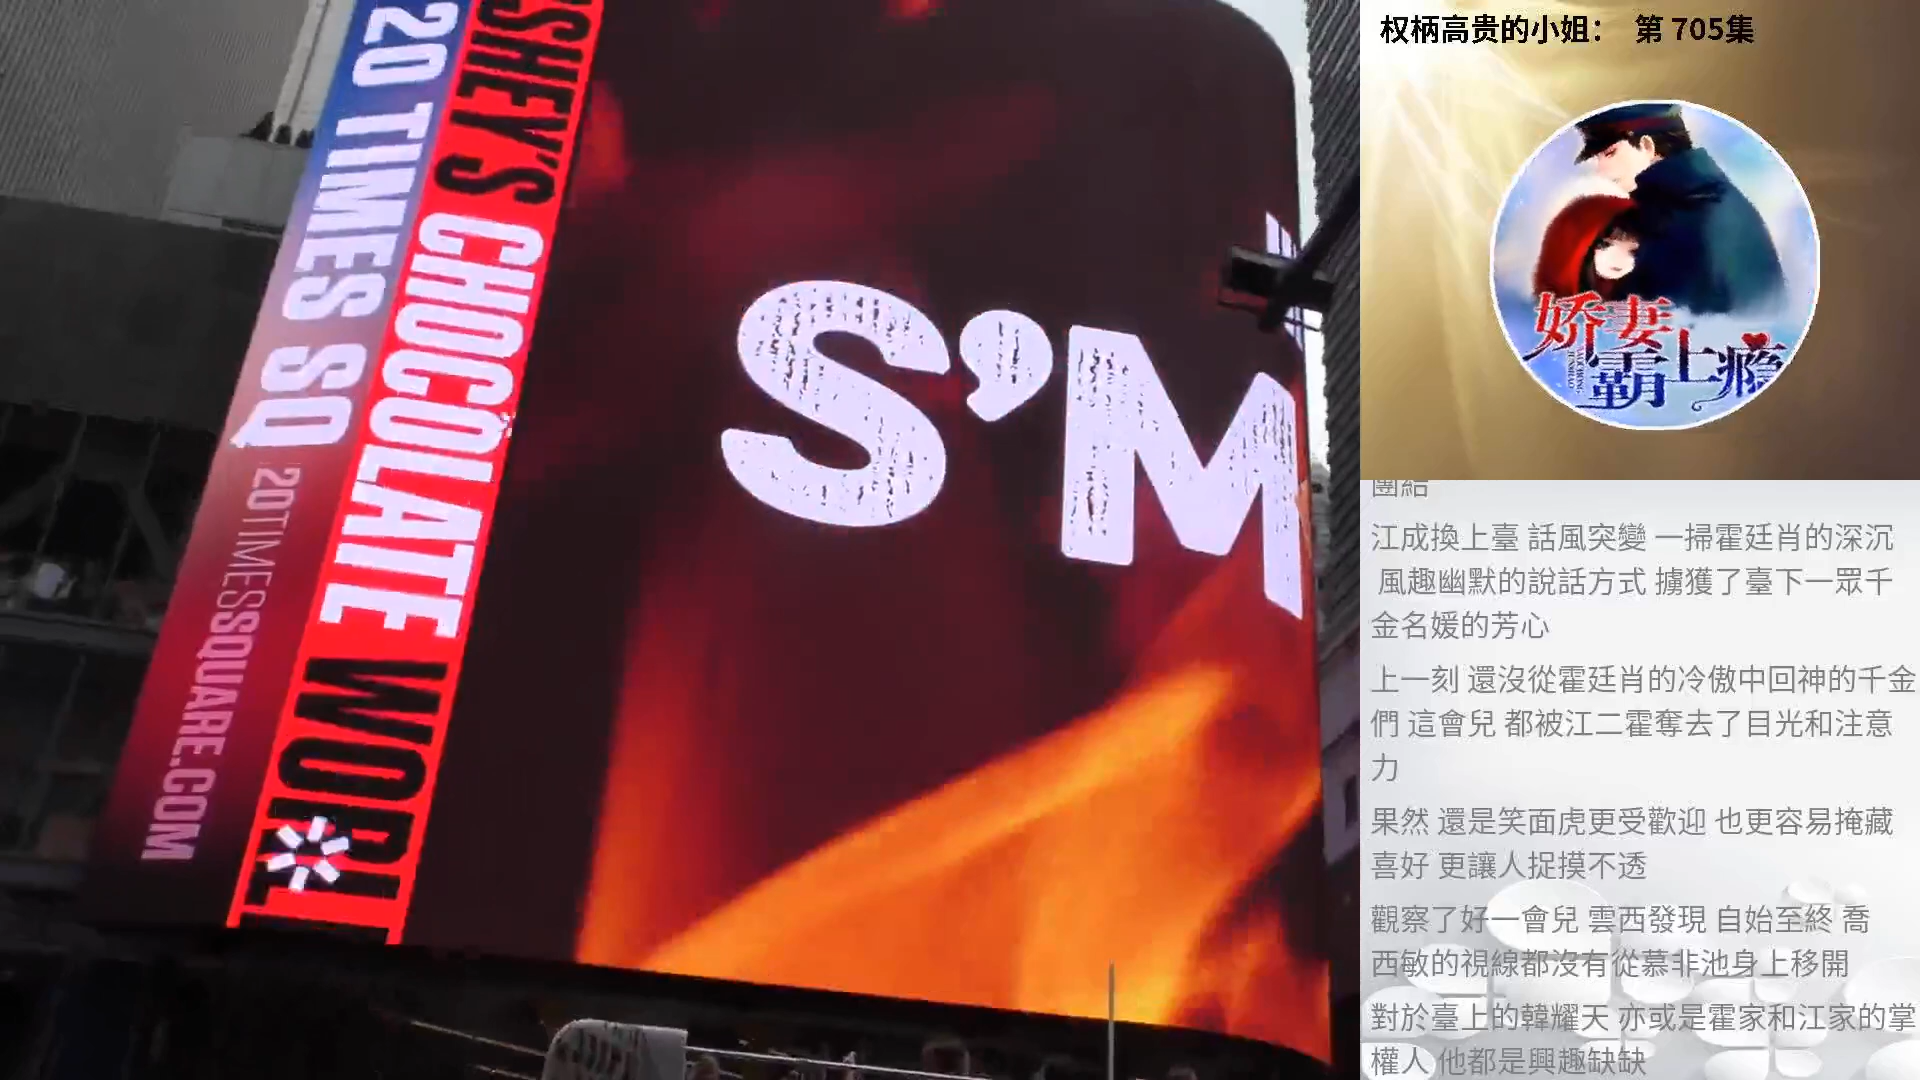 20 TIMES SQ
20TIMESSQUARE.COM
SHEY'S CHOCOLATE WORL
S'M
权柄高贵的小姐： 第 705集
娇妻
霸上瘾
團結
江成換上臺 話風突變 一掃霍廷肖的深沉
風趣幽默的說話方式 擄獲了臺下一眾千
金名媛的芳心
上一刻 還沒從霍廷肖的冷傲中回神的千金
們 這會兒 都被江二霍奪去了目光和注意
力
果然 還是笑面虎更受歡迎 也更容易掩藏
喜好 更讓人捉摸不透
觀察了好一會兒 雲西發現 自始至終 喬
西敏的視線都沒有從慕非池身上移開
對於臺上的韓耀天 亦或是霍家和江家的掌
權人 他都是興趣缺缺